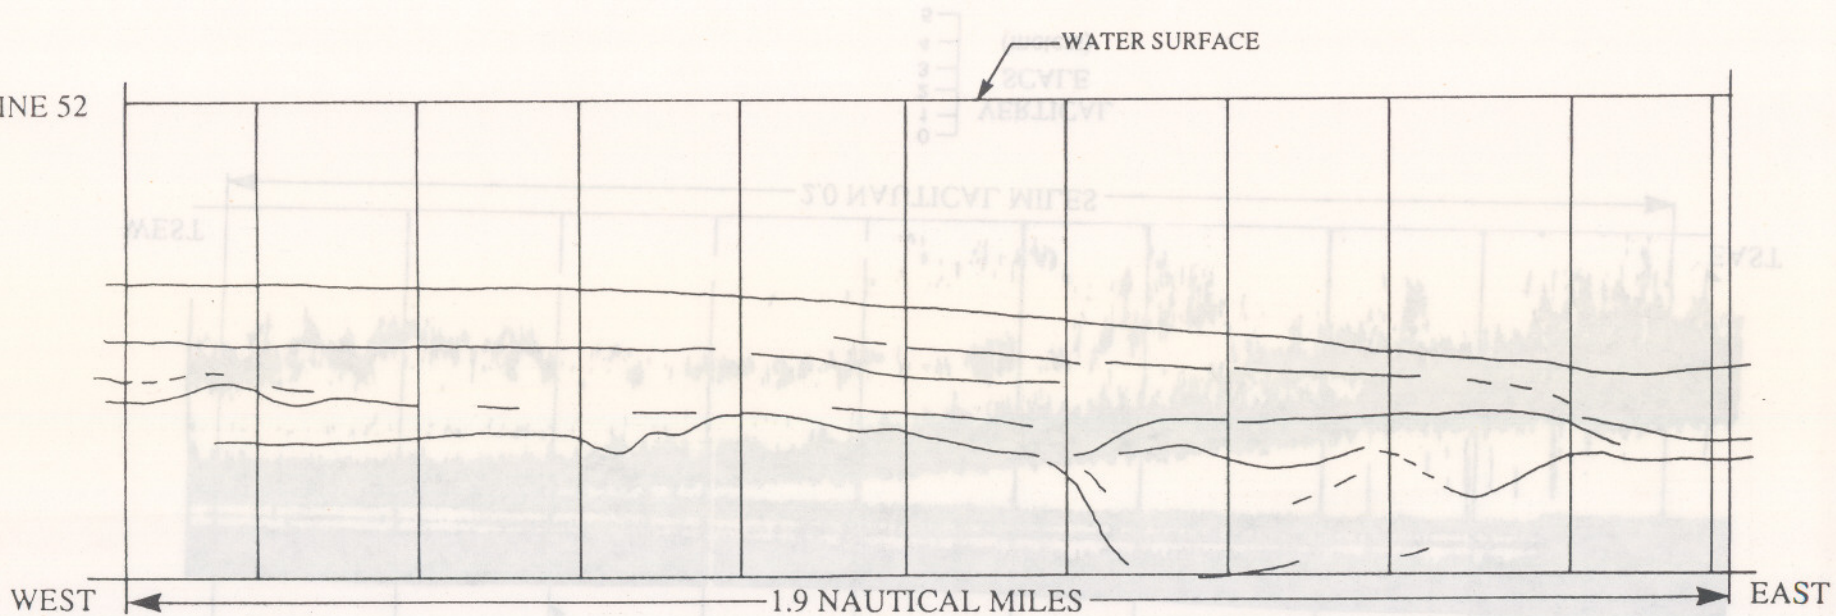 WATER SURFACE
INE 52
WEST
1.9 NAUTICAL MILES
EAST